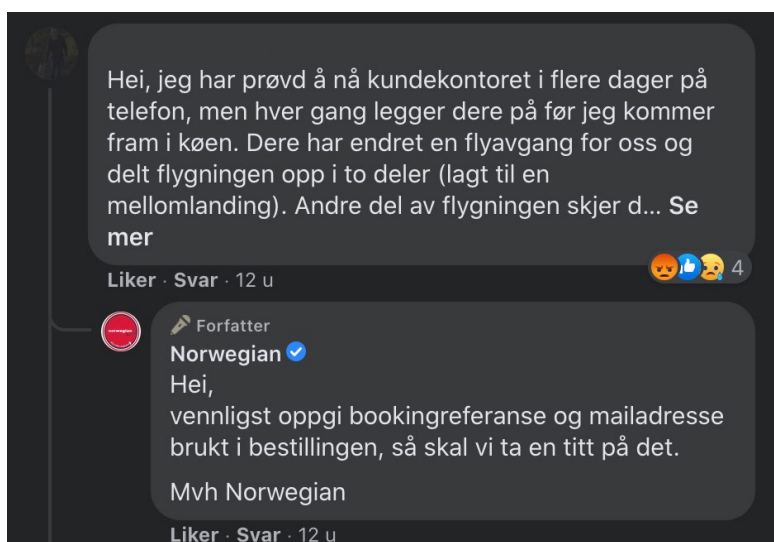 Hei, jeg har prøvd å nå kundekontoret i flere dager på
telefon, men hver gang legger dere på før jeg kommer
fram i køen. Dere har endret en flyavgang for oss og
delt flygningen opp i to deler (lagt til en
mellomlanding). Andre del av flygningen skjer d... Se
mer
Liker · Svar · 12 u
4
norwegian
Forfatter
Norwegian
Hei,
vennligst oppgi bookingreferanse og mailadresse
brukt i bestillingen, så skal vi ta en titt på det.
Mvh Norwegian
Liker · Svar · 12 u